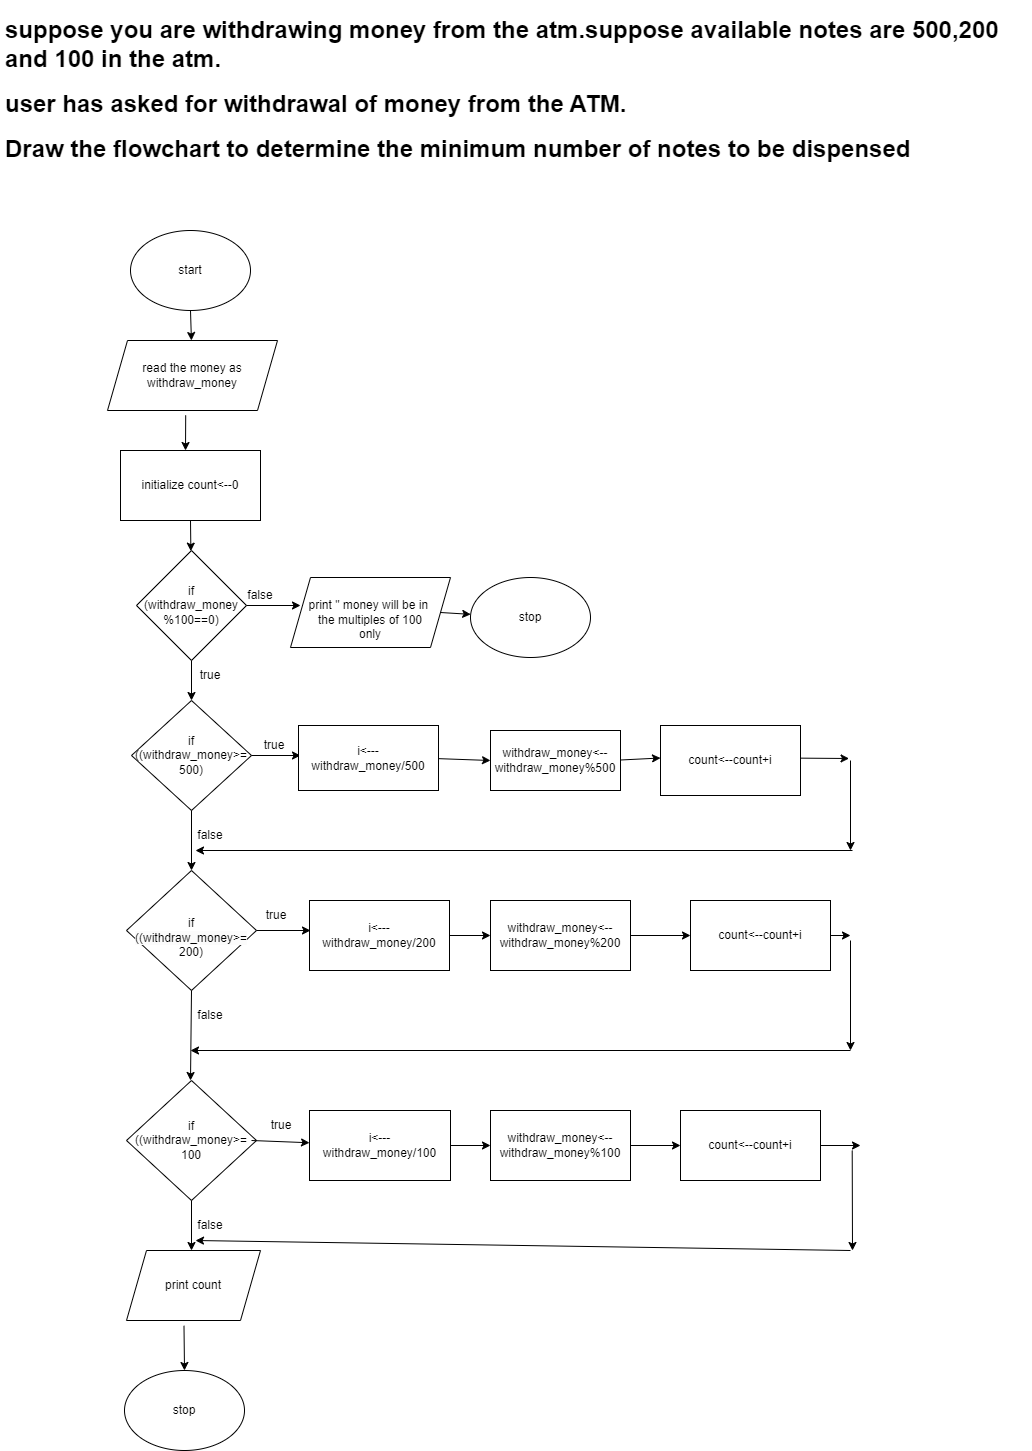 suppose you are withdrawing money from the atm.suppose available notes are 500,200
and 100 in the atm.
user has asked for withdrawal of money from the ATM.
Draw the flowchart to determine the minimum number of notes to be dispensed
start
read the money as
withdraw_money
initialize count<--0
if
(withdraw_money
%100==0)
false
print " money will be in
the multiples of 100
only
stop
true
if
((withdraw_money>=
500)
true
i<---
withdraw_money/500
withdraw_money<--
withdraw_money%500
count<--count+i
false
if
((withdraw_money>=
200)
true
i<---
withdraw_money/200
withdraw_money<--
withdraw_money%200
count<--count+i
false
if
((withdraw_money>=
100
true
i<---
withdraw_money/100
withdraw_money<--
withdraw_money%100
count<--count+i
false
print count
stop